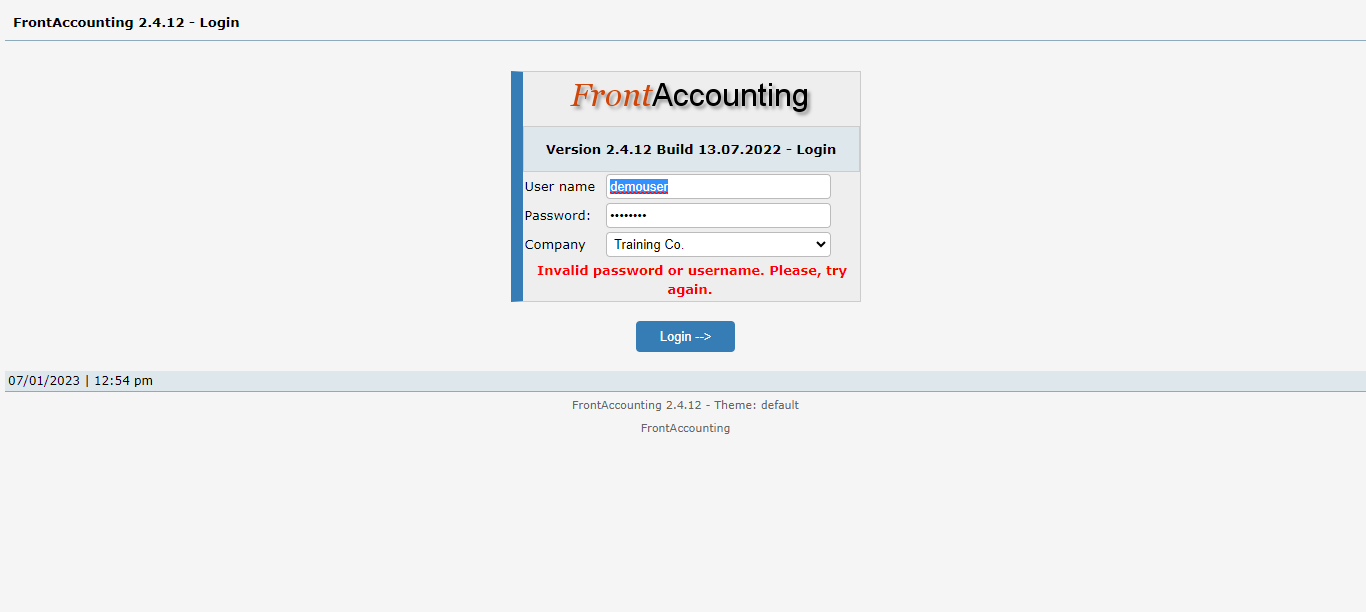 FrontAccounting 2.4.12 - Login
FrontAccounting
Version 2.4.12 Build 13.07.2022 - Login
User name demouser
Password: ••••••••
Company Training Co.
Invalid password or username. Please, try
again.
Login -->
07/01/2023 | 12:54 pm
FrontAccounting 2.4.12 - Theme: default
FrontAccounting